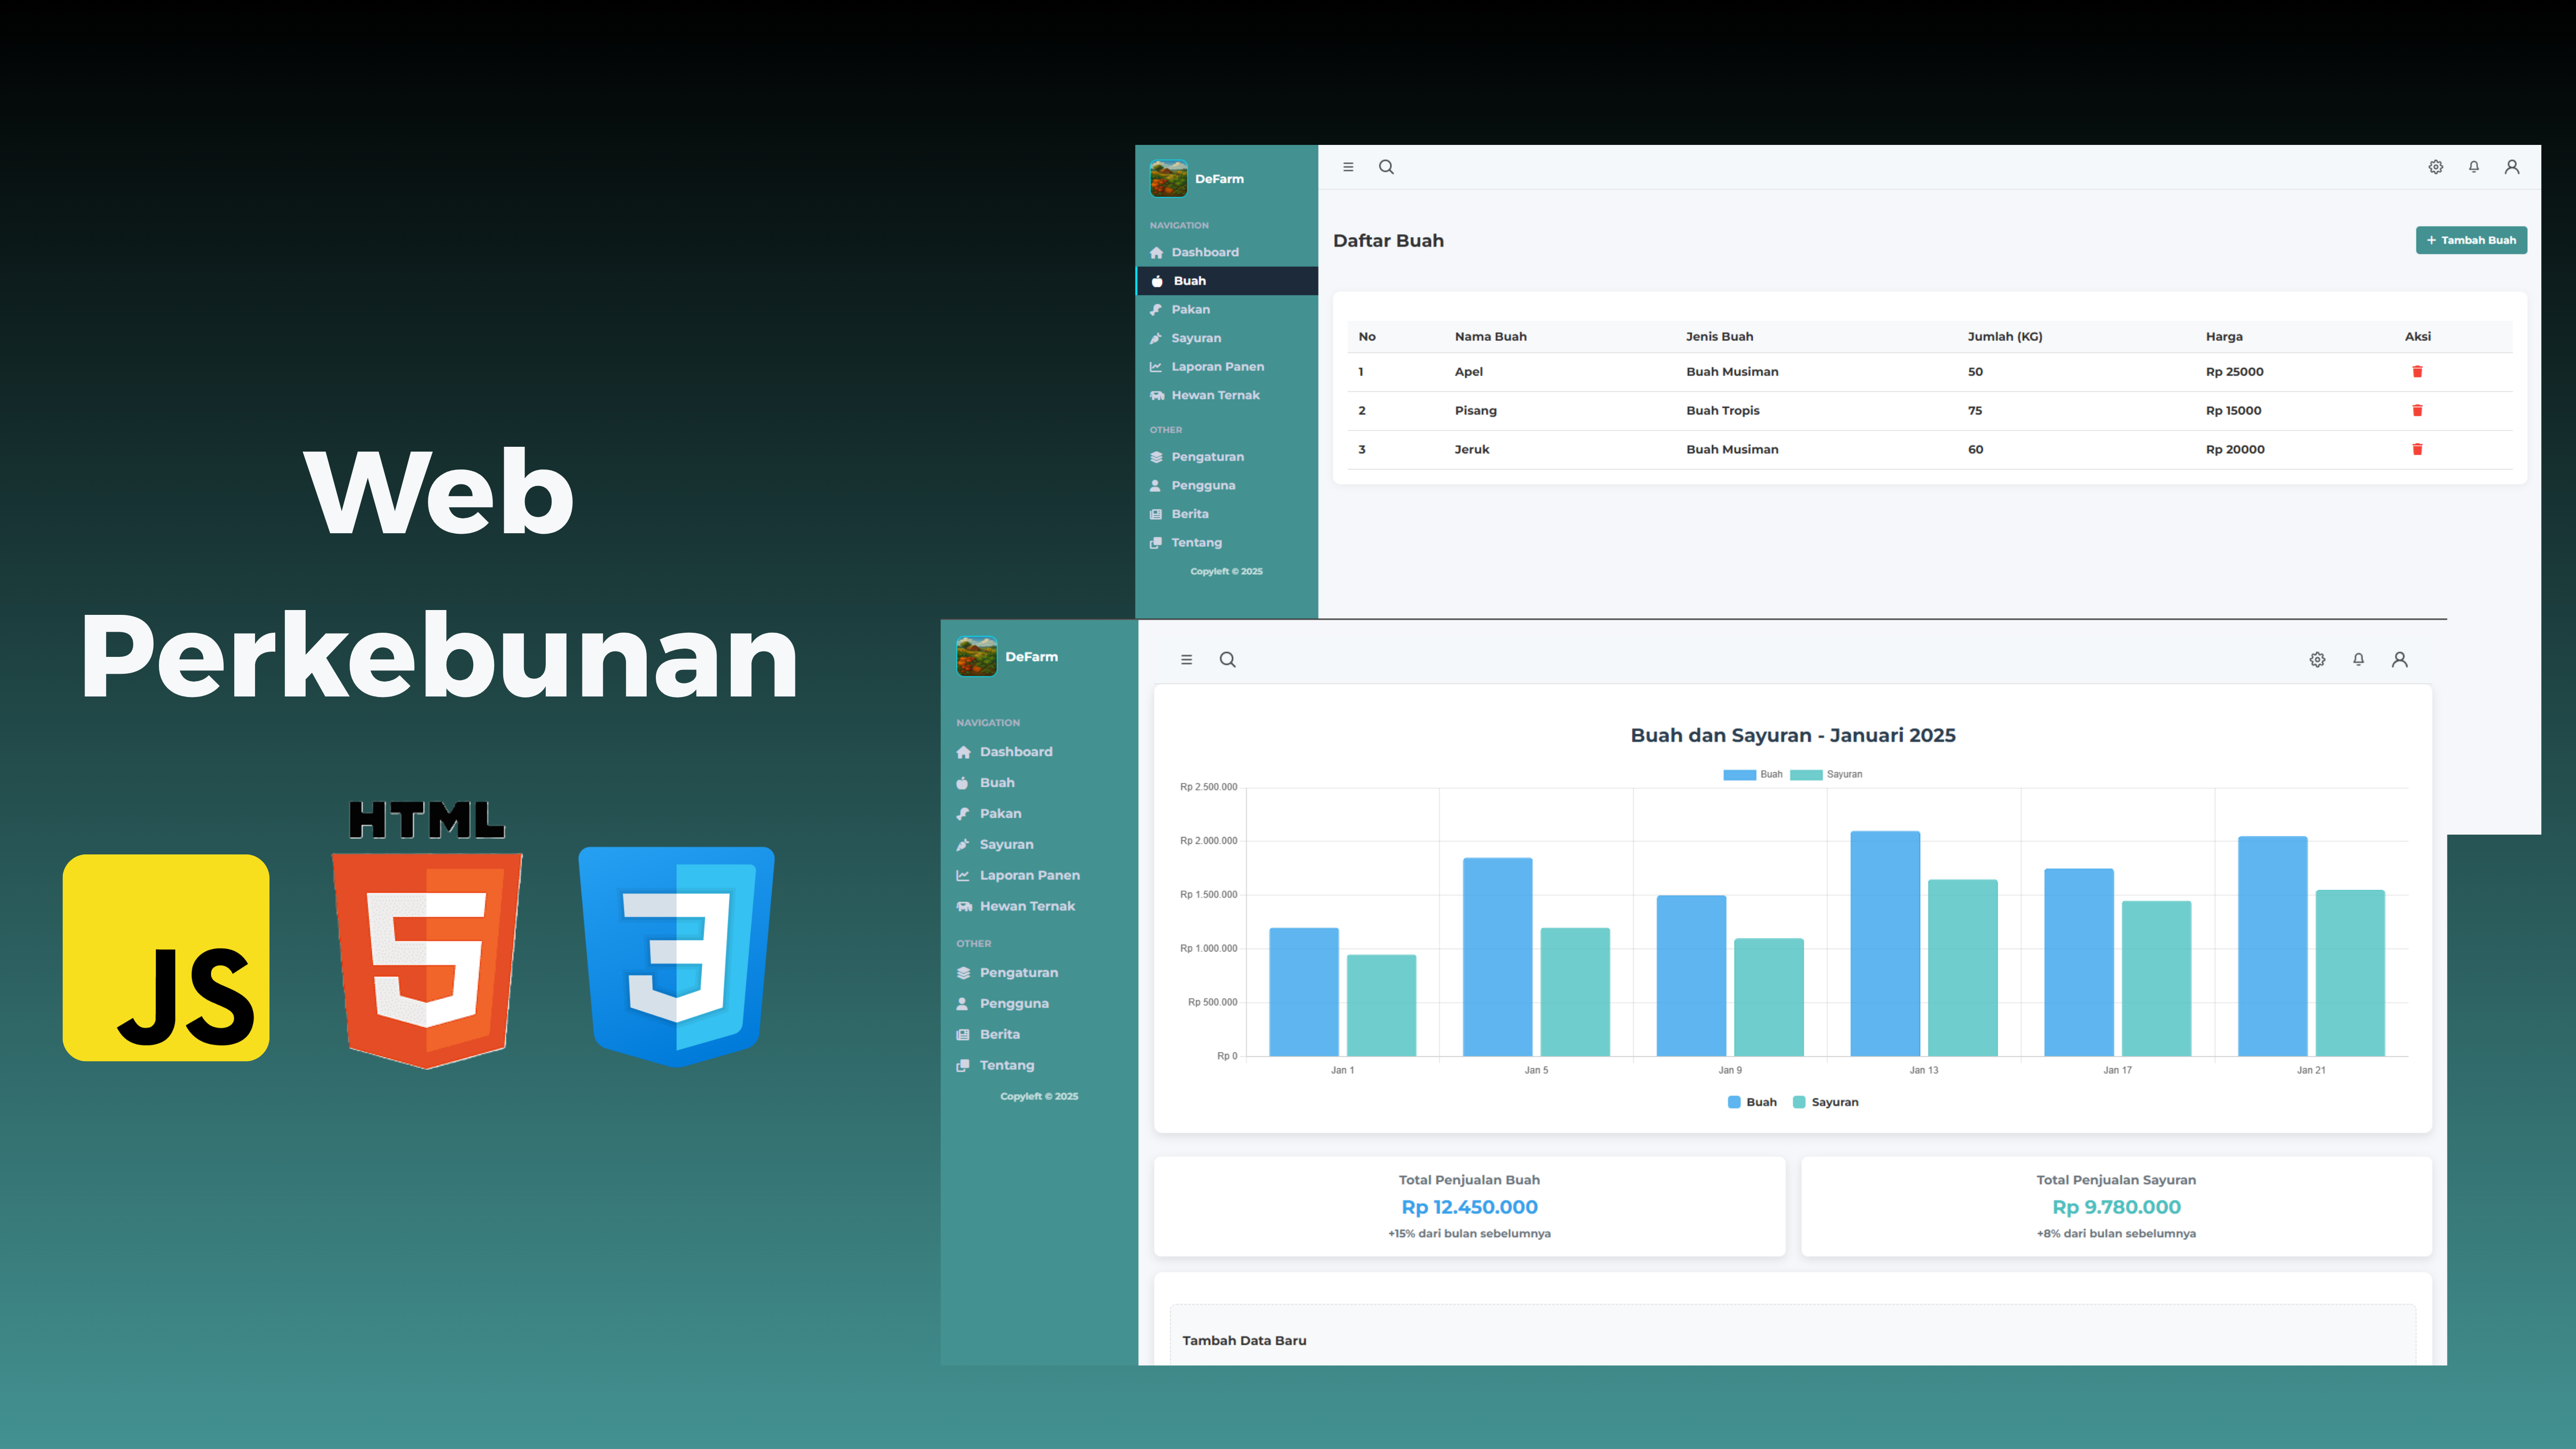 Web
Perkebunan
HTML
JS
DeFarm
NAVIGATION
Dashboard
Buah
Pakan
Sayuran
Laporan Panen
Hewan Ternak
OTHER
Pengaturan
Pengguna
Berita
Tentang
Copyleft © 2025
Daftar Buah
+ Tambah Buah
No Nama Buah Jenis Buah Jumlah (KG) Harga Aksi
1 Apel Buah Musiman 50 Rp 25000
2 Pisang Buah Tropis 75 Rp 15000
3 Jeruk Buah Musiman 60 Rp 20000
DeFarm
NAVIGATION
Dashboard
Buah
Pakan
Sayuran
Laporan Panen
Hewan Ternak
OTHER
Pengaturan
Pengguna
Berita
Tentang
Copyleft © 2025
Buah dan Sayuran - Januari 2025
Buah Sayuran
Rp 2.500.000
Rp 2.000.000
Rp 1.500.000
Rp 1.000.000
Rp 500.000
Rp 0
Jan 1 Jan 5 Jan 9 Jan 13 Jan 17 Jan 21
Buah Sayuran
Total Penjualan Buah
Rp 12.450.000
+15% dari bulan sebelumnya
Total Penjualan Sayuran
Rp 9.780.000
+8% dari bulan sebelumnya
Tambah Data Baru